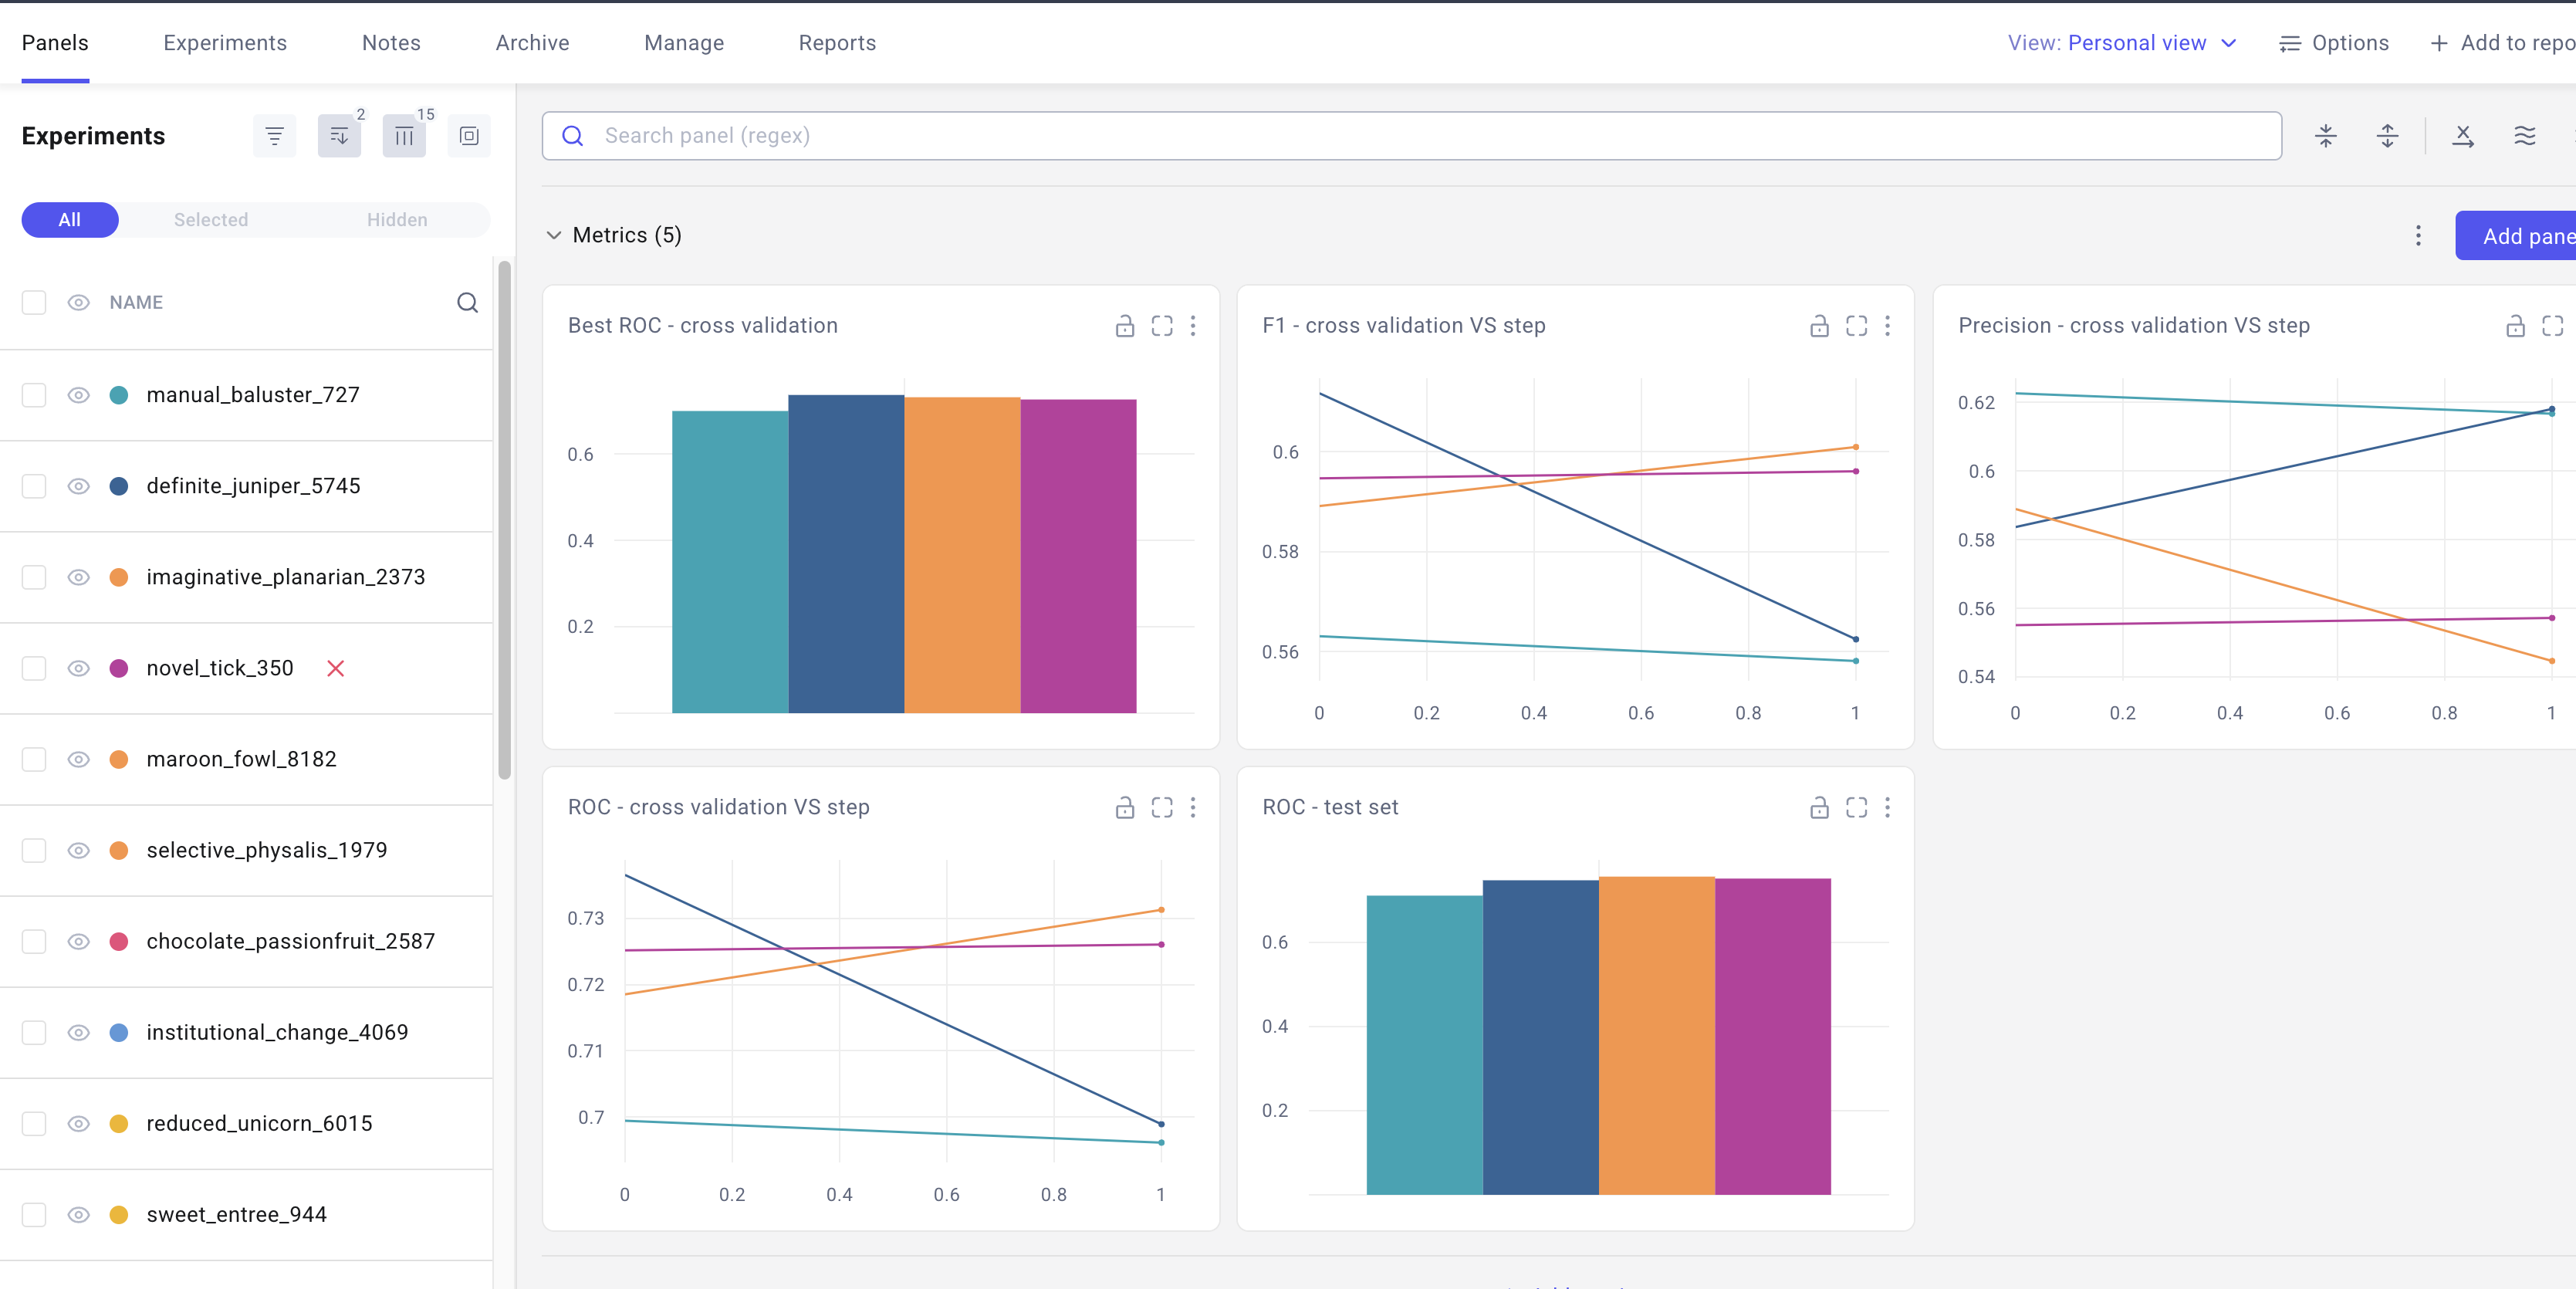 Panels
Experiments
Notes
Archive
Manage
Reports
View: Personal view
Options
Add to repo
Experiments
2
15
All
Selected
Hidden
NAME
manual_baluster_727
definite_juniper_5745
imaginative_planarian_2373
novel_tick_350
maroon_fowl_8182
selective_physalis_1979
chocolate_passionfruit_2587
institutional_change_4069
reduced_unicorn_6015
sweet_entree_944
Search panel (regex)
Metrics (5)
Add pane
Best ROC - cross validation
0.6
0.4
0.2
F1 - cross validation VS step
0.6
0.58
0.56
0 0.2 0.4 0.6 0.8 1
Precision - cross validation VS step
0.62
0.6
0.58
0.56
0.54
0 0.2 0.4 0.6 0.8 1
ROC - cross validation VS step
0.73
0.72
0.71
0.7
0 0.2 0.4 0.6 0.8 1
ROC - test set
0.6
0.4
0.2